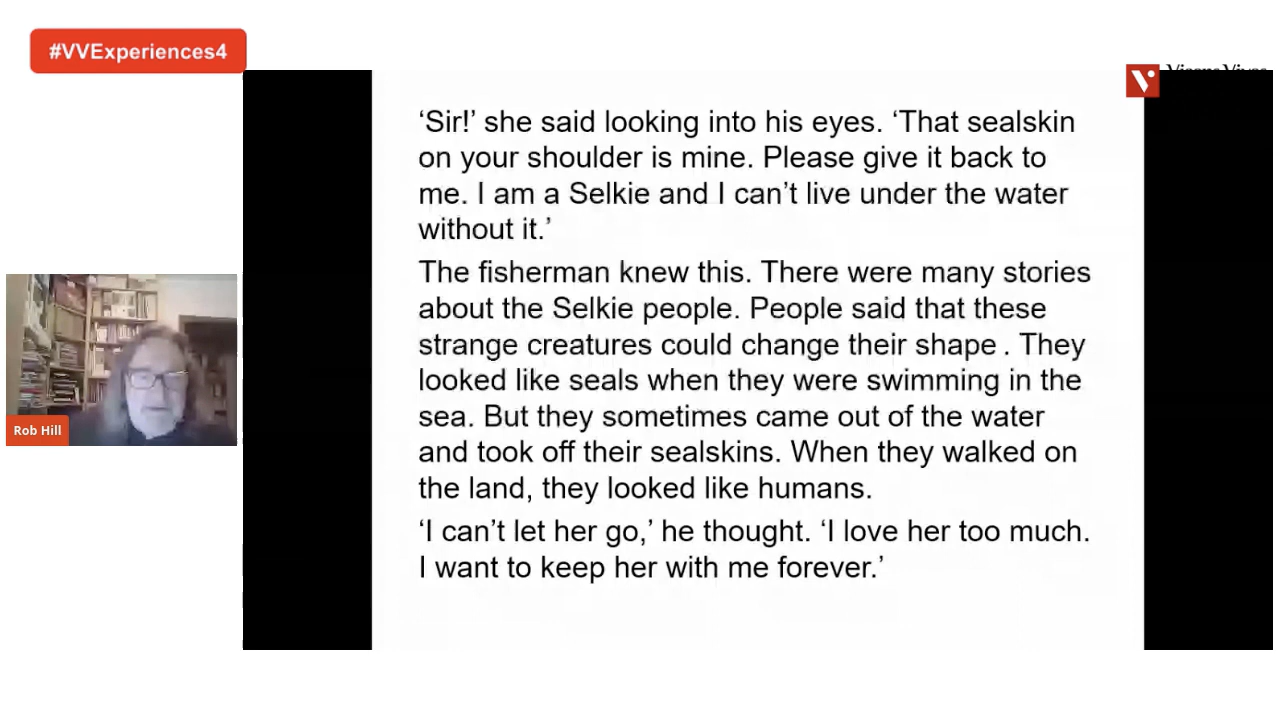 #VVExperiences4
‘Sir!’ she said looking into his eyes. ‘That sealskin
on your shoulder is mine. Please give it back to
me. I am a Selkie and I can’t live under the water
without it.’
The fisherman knew this. There were many stories
about the Selkie people. People said that these
strange creatures could change their shape . They
looked like seals when they were swimming in the
sea. But they sometimes came out of the water
and took off their sealskins. When they walked on
the land, they looked like humans.
‘I can’t let her go,’ he thought. ‘I love her too much.
I want to keep her with me forever.’
Rob Hill